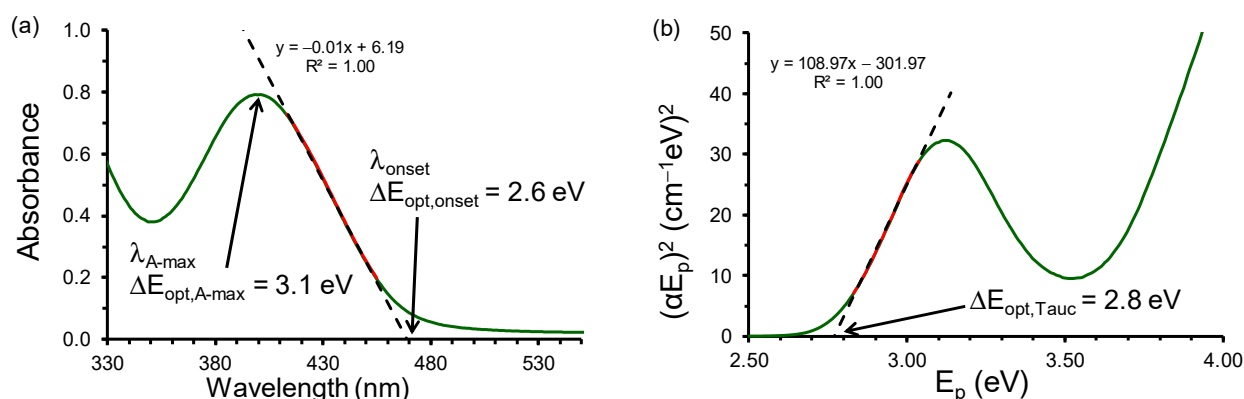 (a)
1.0
0.8
0.6
0.4
0.2
0.0
Absorbance
y = –0.01x + 6.19
R² = 1.00
λonset
ΔEopt,onset = 2.6 eV
λA-max
ΔEopt,A-max = 3.1 eV
330 380 430 480 530
Wavelength (nm)
(b)
50
40
30
20
10
0
(αEp)² (cm⁻¹eV)²
y = 108.97x – 301.97
R² = 1.00
ΔEopt,Tauc = 2.8 eV
2.50 3.00 3.50 4.00
Ep (eV)